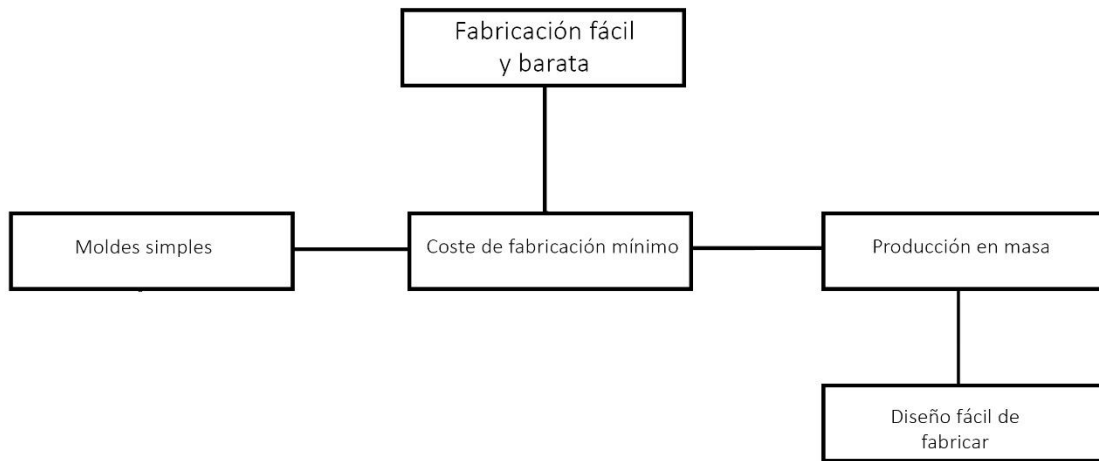 Fabricación fácil
y barata
Moldes simples
Coste de fabricación mínimo
Producción en masa
Diseño fácil de
fabricar